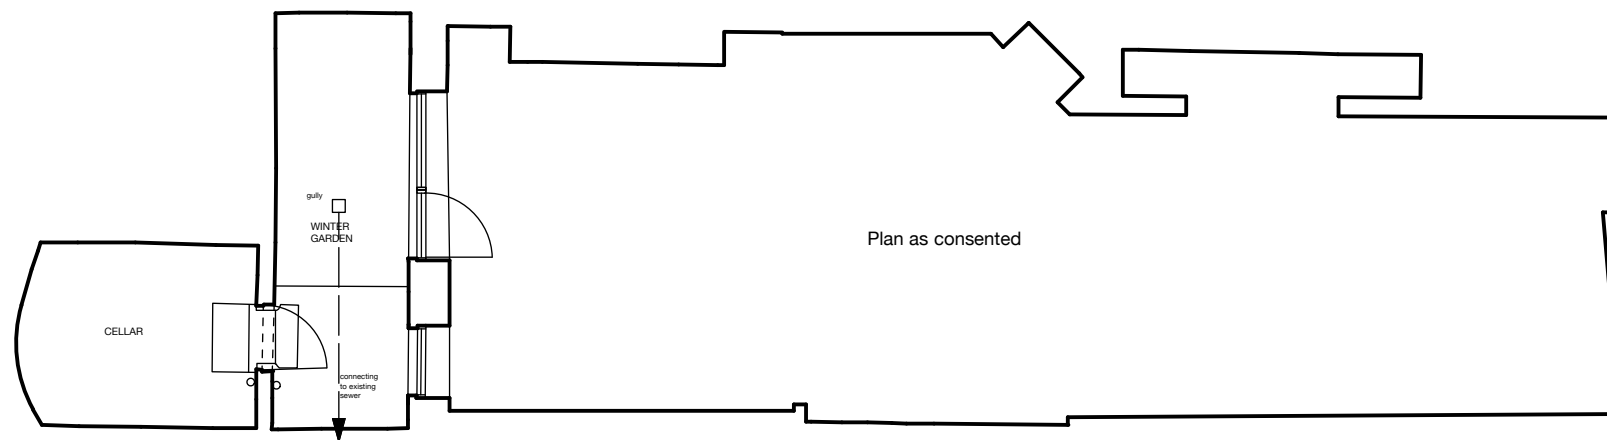 gully
WINTER
GARDEN
Plan as consented
CELLAR
connecting
to existing
sewer